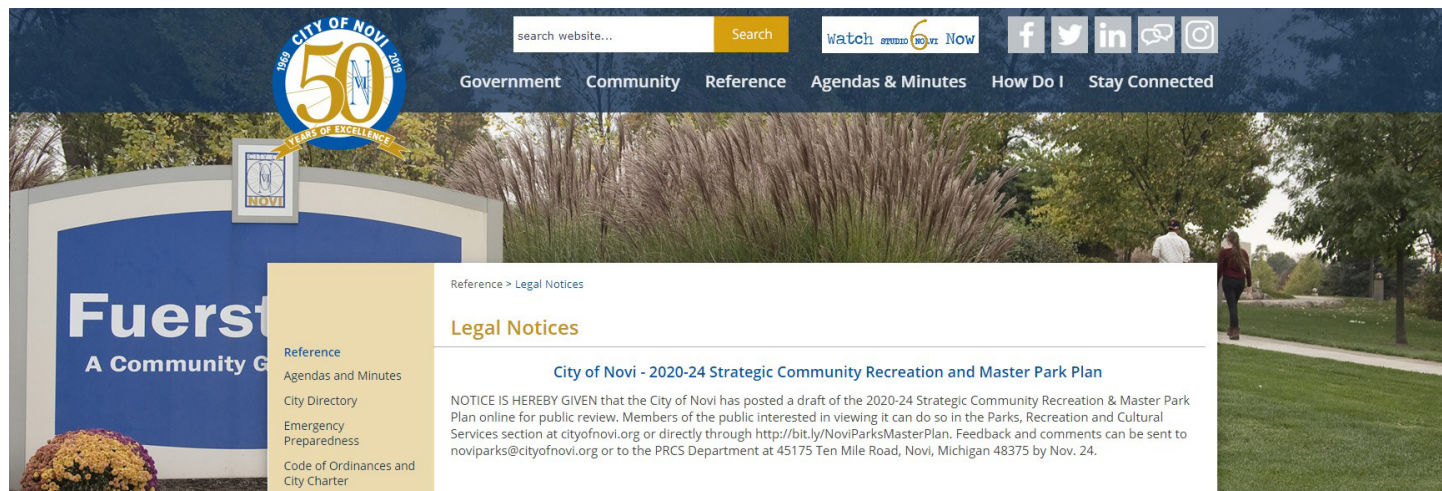 CITY OF NOVI
1969
2019
50
NOVI
YEARS OF EXCELLENCE
search website...
Search
Watch STUDIO 6 NOVI Now
Government
Community
Reference
Agendas & Minutes
How Do I
Stay Connected
CITY OF
NOVI
Fuerst
A Community G
Reference > Legal Notices
Legal Notices
Reference
Agendas and Minutes
City Directory
Emergency
Preparedness
Code of Ordinances and
City Charter
City of Novi - 2020-24 Strategic Community Recreation and Master Park Plan
NOTICE IS HEREBY GIVEN that the City of Novi has posted a draft of the 2020-24 Strategic Community Recreation & Master Park
Plan online for public review. Members of the public interested in viewing it can do so in the Parks, Recreation and Cultural
Services section at cityofnovi.org or directly through http://bit.ly/NoviParksMasterPlan. Feedback and comments can be sent to
noviparks@cityofnovi.org or to the PRCS Department at 45175 Ten Mile Road, Novi, Michigan 48375 by Nov. 24.